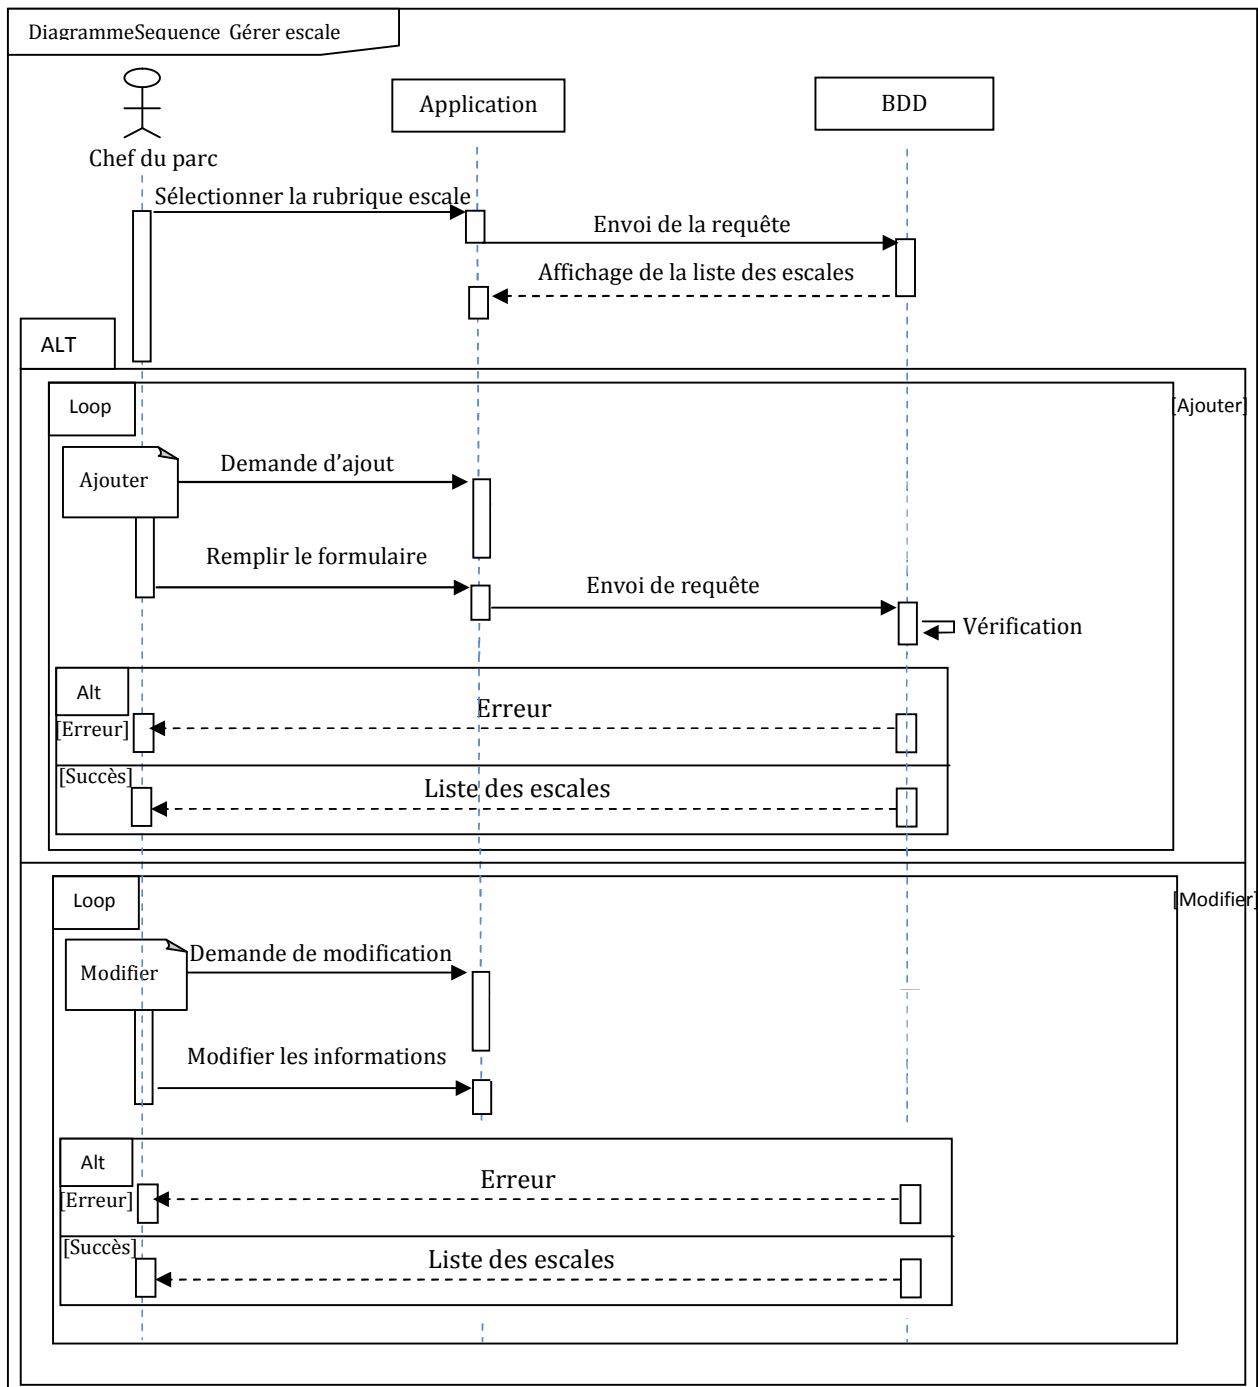 DiagrammeSequence Gérer escale
Application
BDD
Chef du parc
Sélectionner la rubrique escale
Envoi de la requête
Affichage de la liste des escales
ALT
Loop
[Ajouter]
Ajouter
Demande d'ajout
Remplir le formulaire
Envoi de requête
Vérification
Alt
Erreur
[Erreur]
[Succès]
Liste des escales
Loop
[Modifier]
Modifier
Demande de modification
Modifier les informations
Alt
Erreur
[Erreur]
[Succès]
Liste des escales